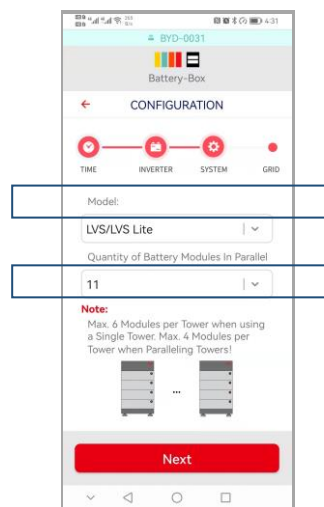 4:31
BYD-0031
Battery-Box
CONFIGURATION
TIME INVERTER SYSTEM GRID
Model:
LVS/LVS Lite
Quantity of Battery Modules In Parallel
11
Note:
Max. 6 Modules per Tower when using
a Single Tower. Max. 4 Modules per
Tower when Paralleling Towers!
...
Next